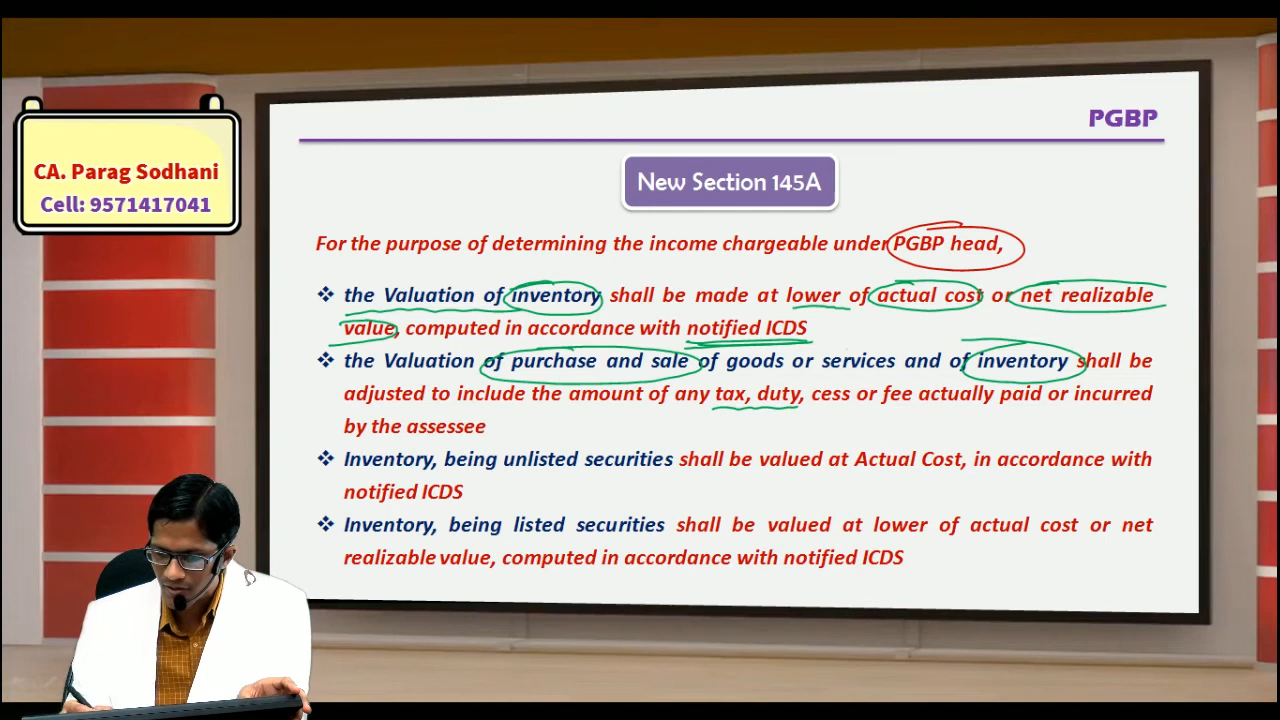 CA. Parag Sodhani
Cell: 9571417041
PGBP
New Section 145A
For the purpose of determining the income chargeable under PGBP head,
❖ the Valuation of inventory shall be made at lower of actual cost or net realizable
value, computed in accordance with notified ICDS
❖ the Valuation of purchase and sale of goods or services and of inventory shall be
adjusted to include the amount of any tax, duty, cess or fee actually paid or incurred
by the assessee
❖ Inventory, being unlisted securities shall be valued at Actual Cost, in accordance with
notified ICDS
❖ Inventory, being listed securities shall be valued at lower of actual cost or net
realizable value, computed in accordance with notified ICDS